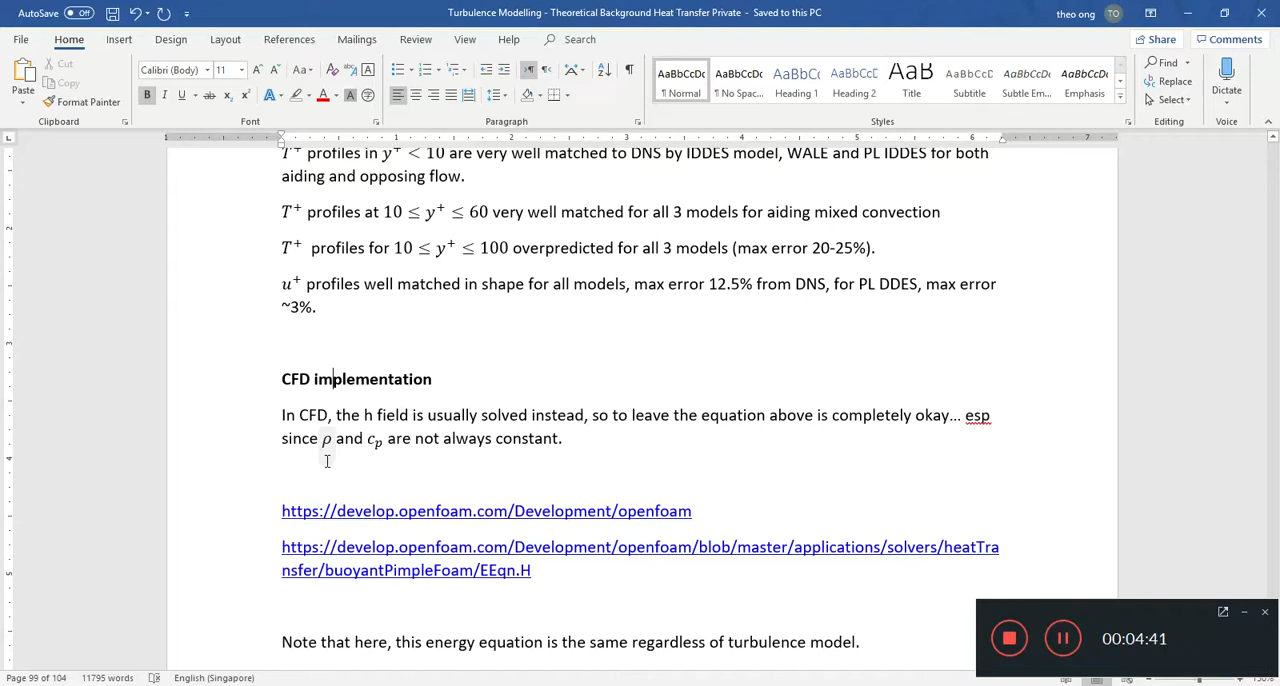 AutoSave Off Turbulence Modelling - Theoretical Background Heat Transfer Private - Saved to this PC theo ong TO
File Home Insert Design Layout References Mailings Review View Help Search Share Comments
Paste Cut Copy Format Painter
Calibri (Body) 11
AaBbCcDc AaBbCcDc AaBbCc AaBbCcD AaB AaBbCcD AaBbCcDc AaBbCcDc
¶ Normal ¶ No Spac... Heading 1 Heading 2 Title Subtitle Subtle Em... Emphasis
Find Replace Select Dictate
Clipboard Font Paragraph Styles Editing Voice
T⁺ profiles in y⁺ < 10 are very well matched to DNS by IDDES model, WALE and PL IDDES for both
aiding and opposing flow.
T⁺ profiles at 10 ≤ y⁺ ≤ 60 very well matched for all 3 models for aiding mixed convection
T⁺ profiles for 10 ≤ y⁺ ≤ 100 overpredicted for all 3 models (max error 20-25%).
u⁺ profiles well matched in shape for all models, max error 12.5% from DNS, for PL DDES, max error
~3%.
CFD implementation
In CFD, the h field is usually solved instead, so to leave the equation above is completely okay... esp
since ρ and cₚ are not always constant.
https://develop.openfoam.com/Development/openfoam
https://develop.openfoam.com/Development/openfoam/blob/master/applications/solvers/heatTra
nsfer/buoyantPimpleFoam/EEqn.H
Note that here, this energy equation is the same regardless of turbulence model.
00:04:41
Page 99 of 104 11795 words English (Singapore)